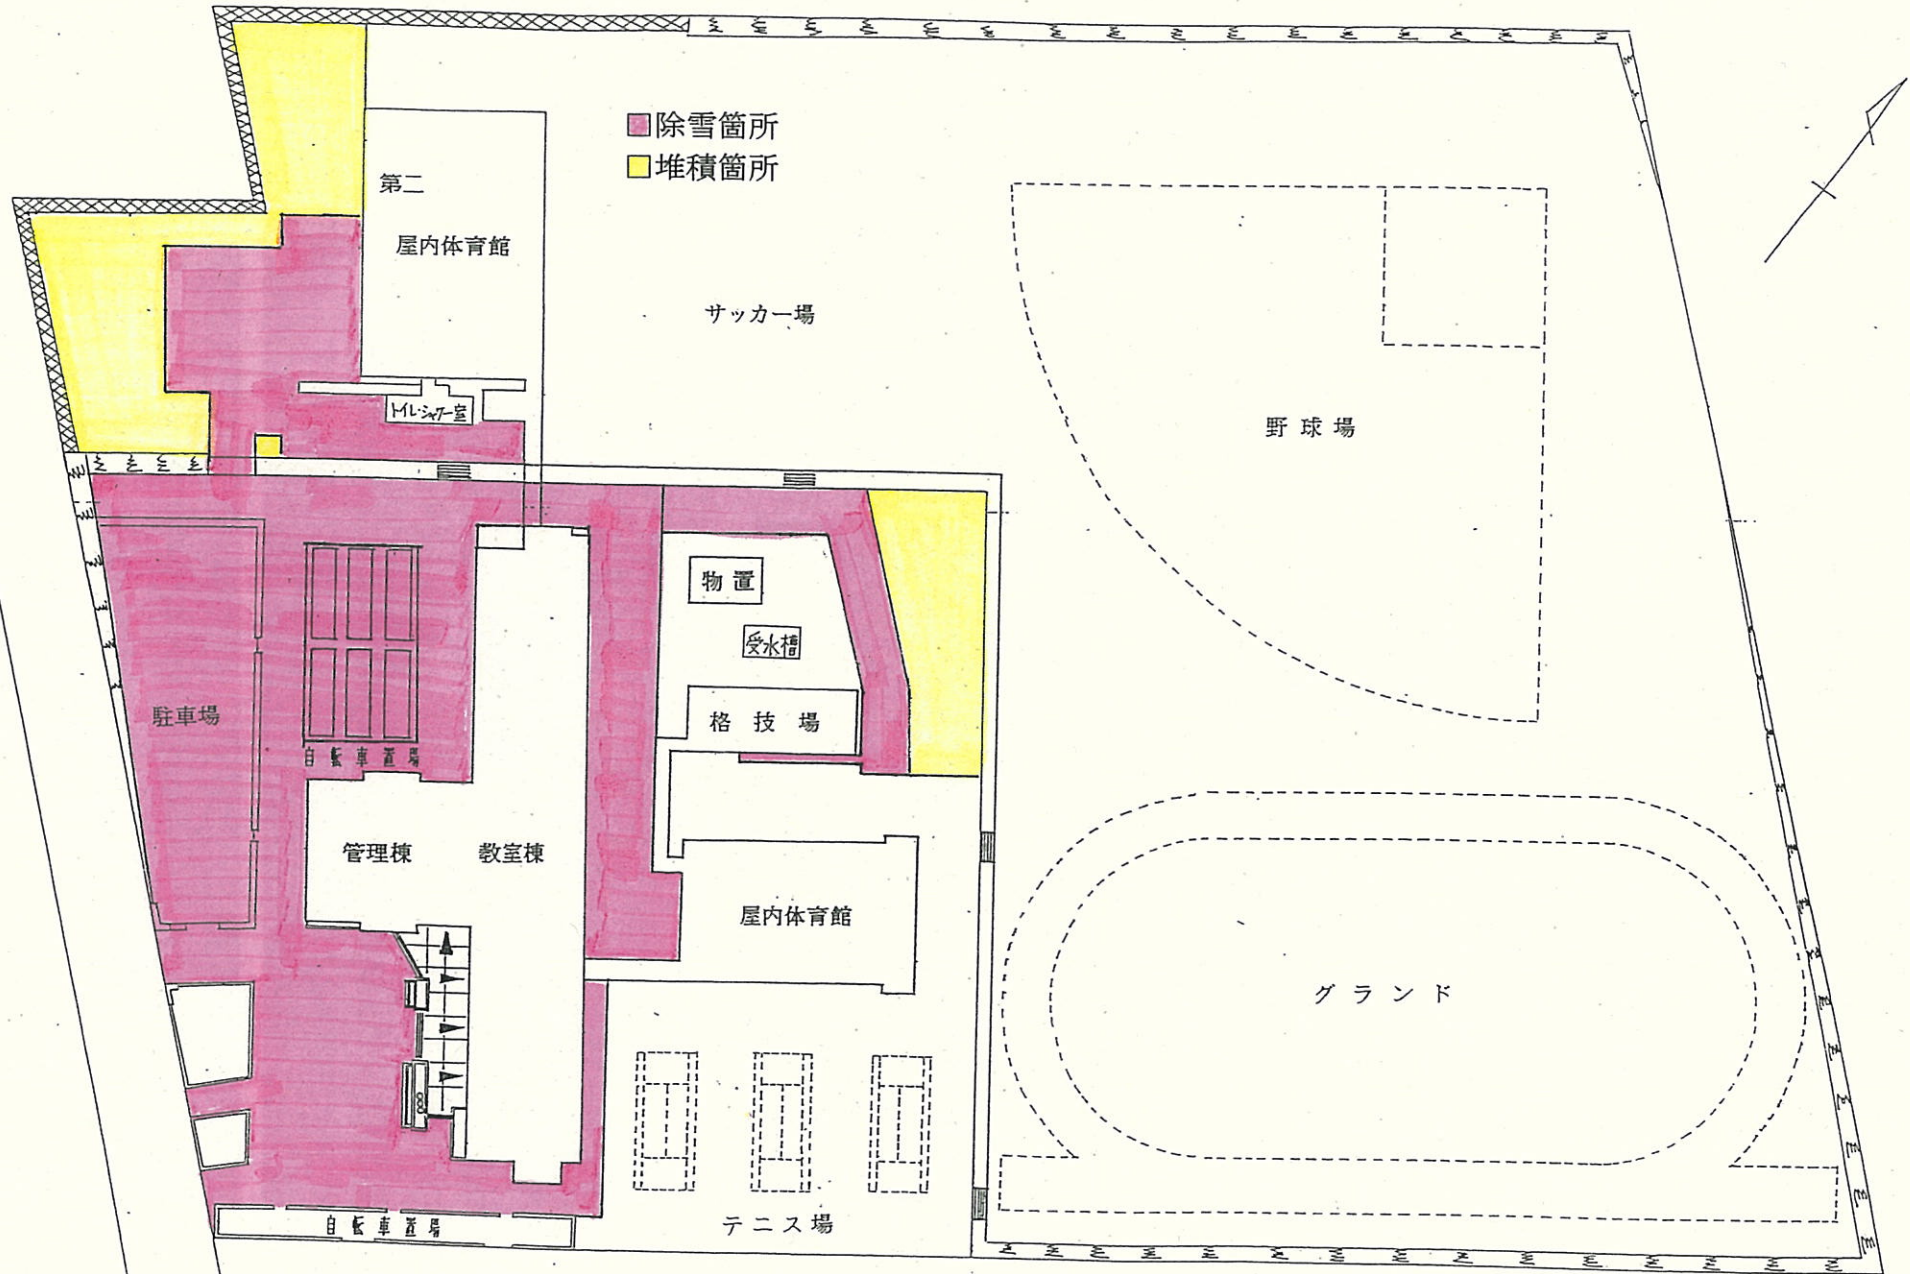 除雪箇所
堆積箇所
第二
屋内体育館
サッカー場
トイレ・シャワー室
野球場
物置
受水槽
駐車場
格技場
自転車置場
管理棟
教室棟
屋内体育館
グランド
テニス場
自転車置場